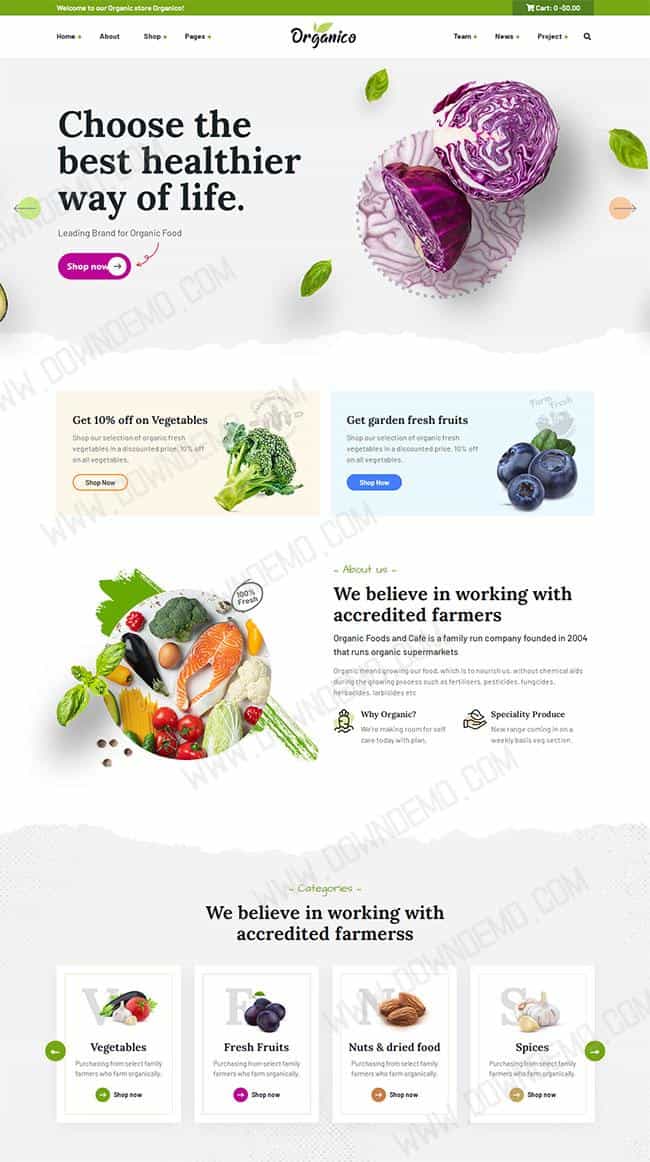 Welcome to our Organic store Organico!
Cart: 0 -$0.00
Home + About Shop + Pages +
Organico
Team + News + Project +
Choose the
best healthier
way of life.
Leading Brand for Organic Food
Shop now
Get 10% off on Vegetables
Shop our selection of organic fresh
vegetables in a discounted price. 10% off
on all vegetables.
Shop Now
Farm
Fresh
Get garden fresh fruits
Shop our selection of organic fresh
vegetables in a discounted price. 10% off
on all vegetables.
Shop Now
100%
Fresh
- About us -
We believe in working with
accredited farmers
Organic Foods and Café is a family run company founded in 2004
that runs organic supermarkets
Organic means growing our food, which is to nourish us, without chemical aids
during the growing process such as fertilisers, pesticides, fungicides,
herbacides, larbicides etc
Why Organic?
We're making room for self
care today with plan.
Speciality Produce
New range coming in on a
weekly basis veg section.
- Categories -
We believe in working with
accredited farmerss
V
Vegetables
Purchasing from select family
farmers who farm organically.
Shop now
F
Fresh Fruits
Purchasing from select family
farmers who farm organically.
Shop now
N
Nuts & dried food
Purchasing from select family
farmers who farm organically.
Shop now
S
Spices
Purchasing from select family
farmers who farm organically.
Shop now
WWW.DOWNDEMO.COM